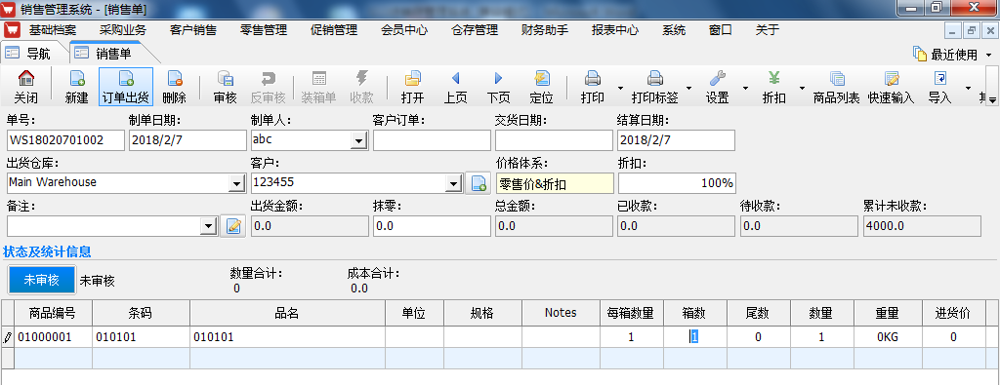 销售管理系统 - [销售单]
基础档案 采购业务 客户销售 零售管理 促销管理 会员中心 仓存管理 财务助手 报表中心 系统 窗口 关于
导航 销售单 最近使用
关闭 新建 订单出货 删除 审核 反审核 装箱单 收款 打开 上页 下页 定位 打印 打印标签 设置 折扣 商品列表 快速输入 导入
单号: 制单日期: 制单人: 客户订单: 交货日期: 结算日期:
WS18020701002 2018/2/7 abc 2018/2/7
出货仓库: 客户: 价格体系: 折扣:
Main Warehouse 123455 零售价&折扣 100%
备注: 出货金额: 抹零: 总金额: 已收款: 待收款: 累计未收款:
0.0 0.0 0.0 0.0 0.0 4000.0
状态及统计信息
未审核 未审核 数量合计: 成本合计:
0 0.0
商品编号 条码 品名 单位 规格 Notes 每箱数量 箱数 尾数 数量 重量 进货价
01000001 010101 010101 1 1 0 1 0KG 0